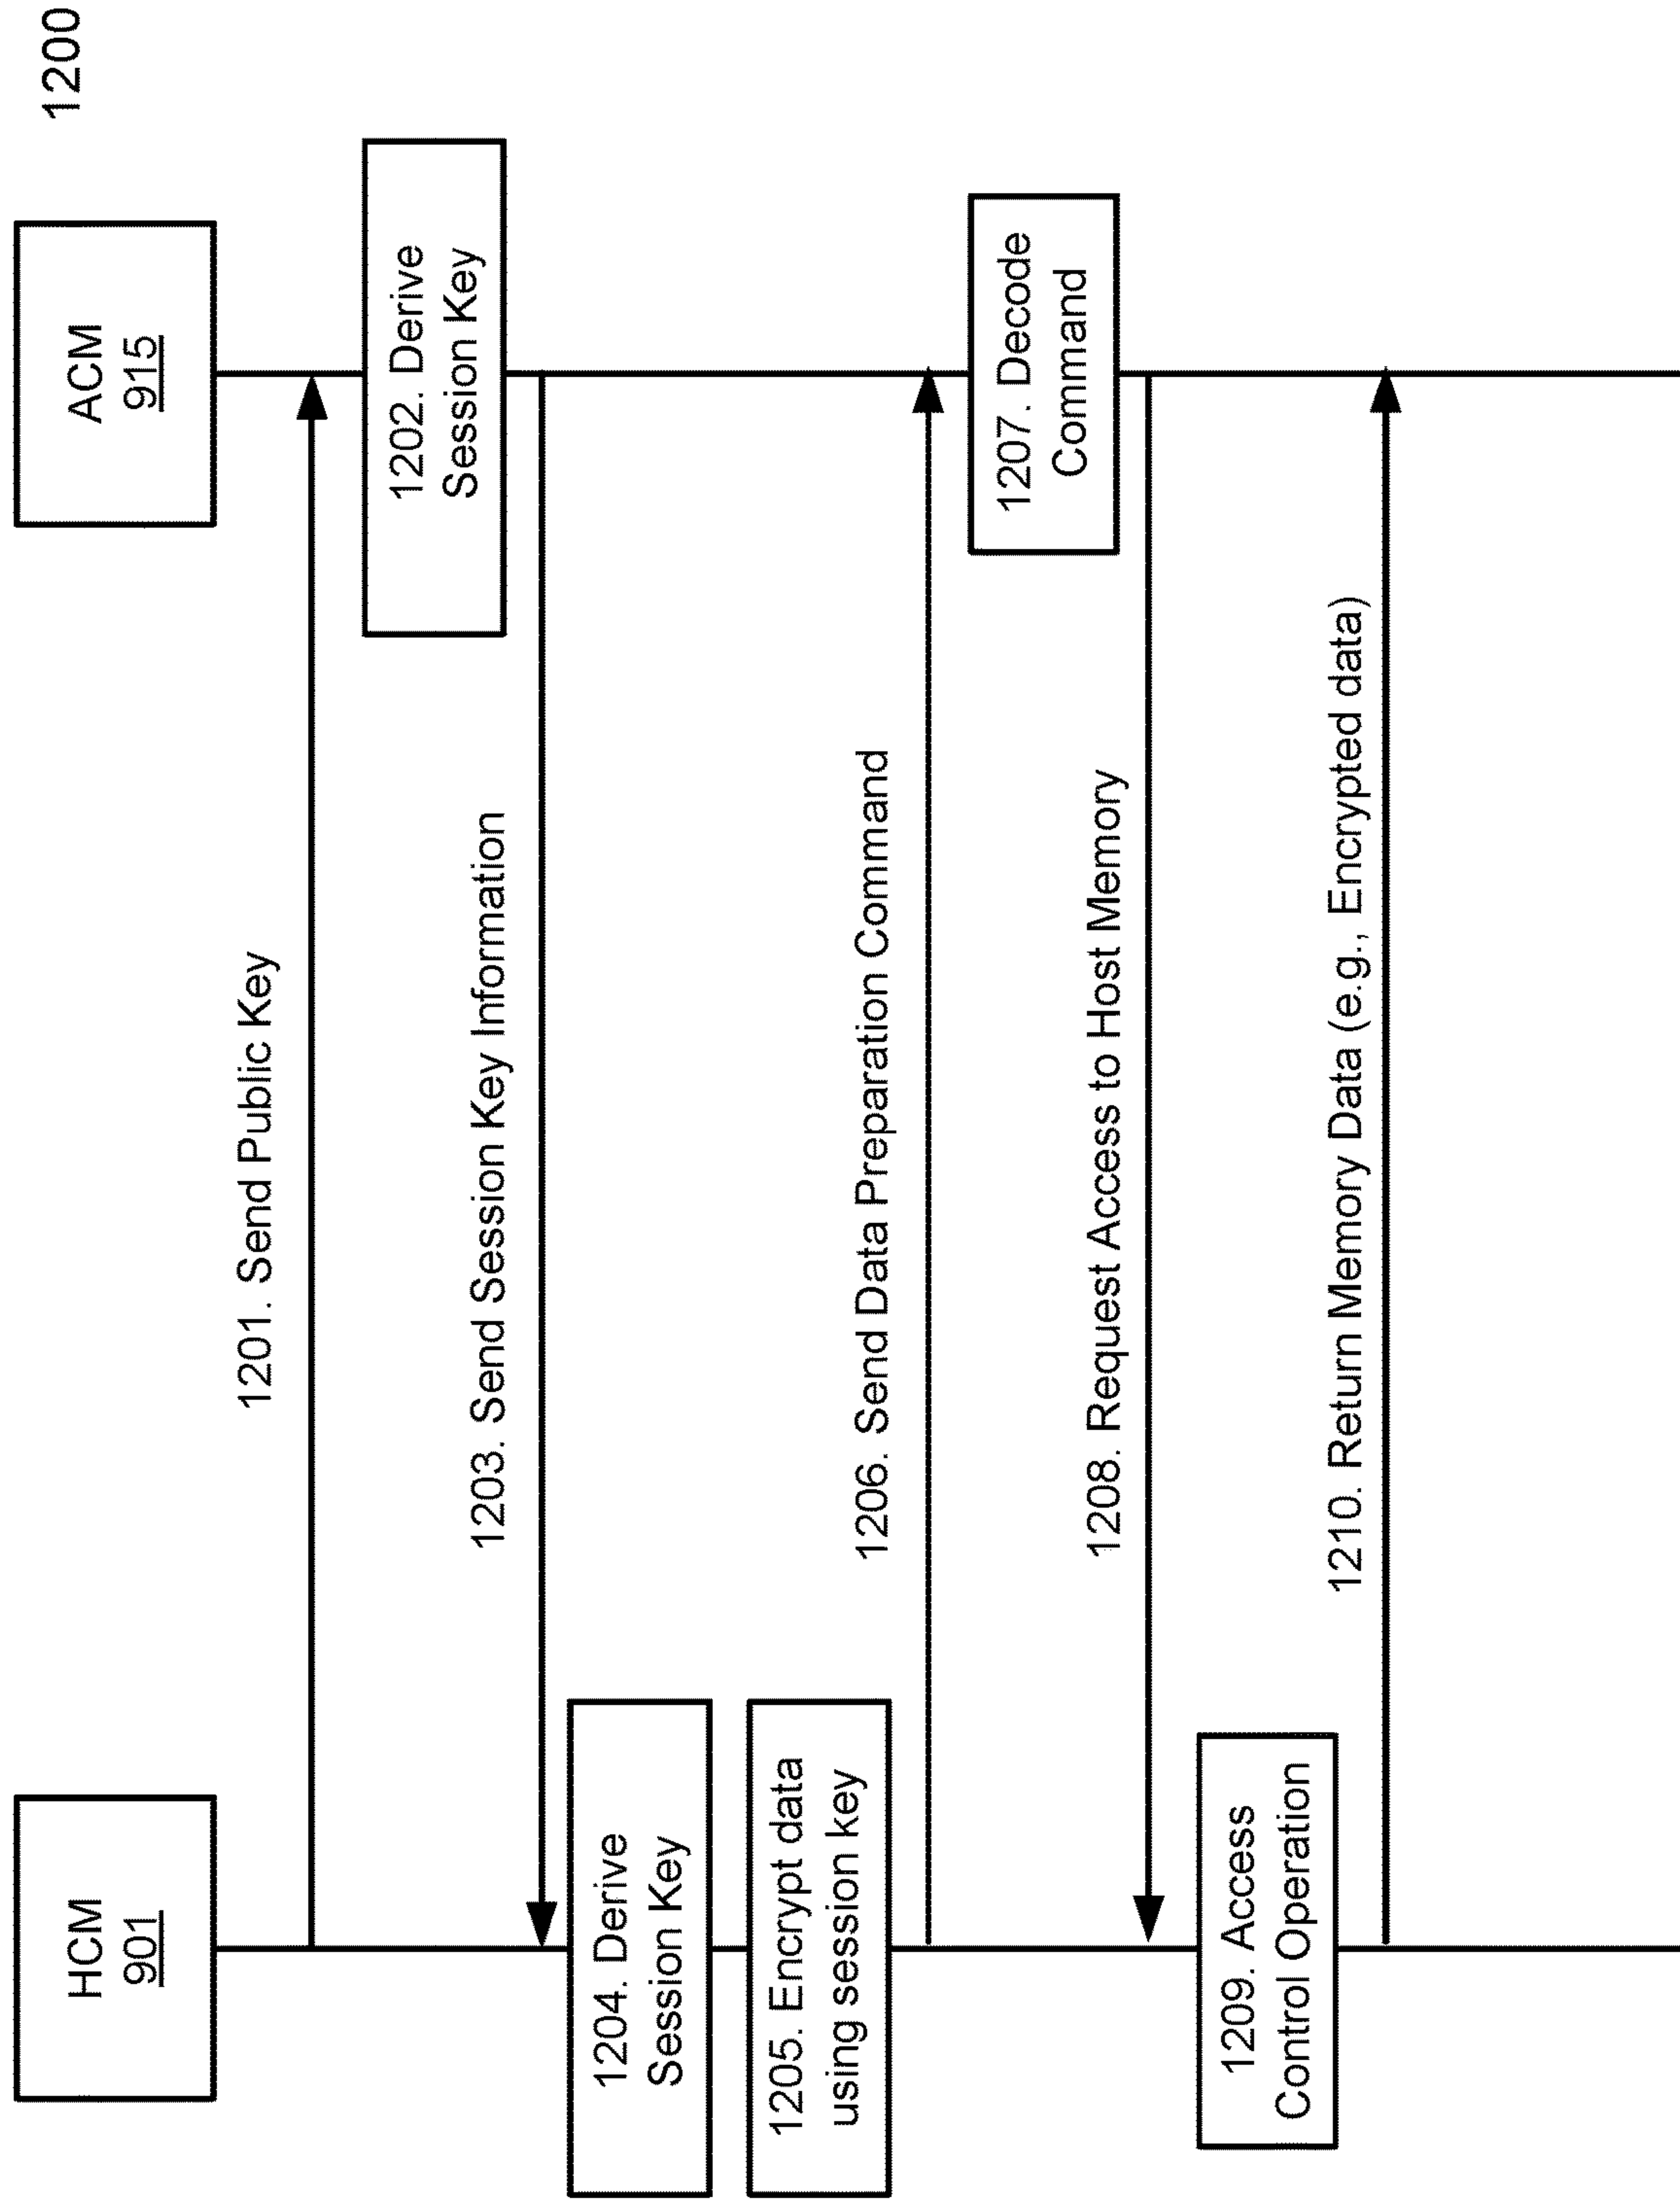 1200
HCM
901
ACM
915
1201. Send Public Key
1202. Derive
Session Key
1203. Send Session Key Information
1204. Derive
Session Key
1205. Encrypt data
using session key
1206. Send Data Preparation Command
1207. Decode
Command
1208. Request Access to Host Memory
1209. Access
Control Operation
1210. Return Memory Data (e.g., Encrypted data)